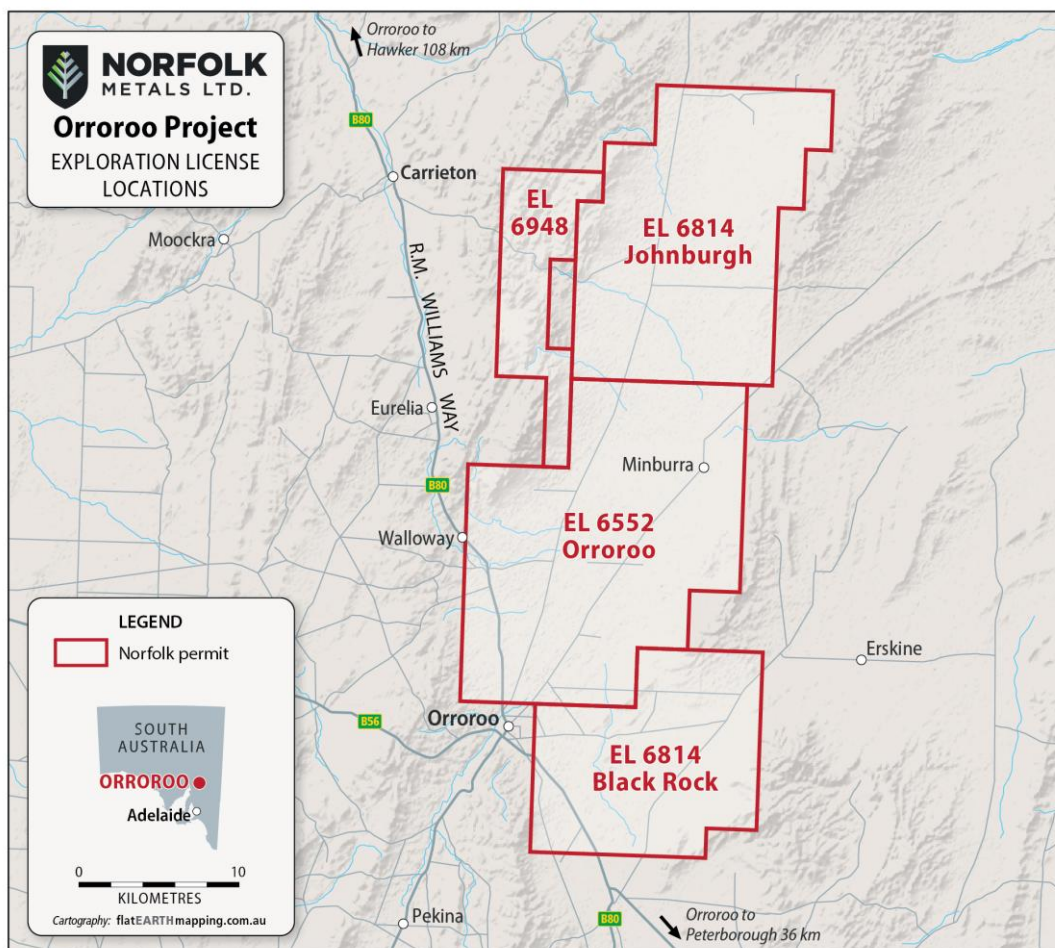 NORFOLK
METALS LTD.
Orroroo Project
EXPLORATION LICENSE
LOCATIONS
Orroroo to
Hawker 108 km
B80
Carrieton
Moockra
R.M. WILLIAMS WAY
EL
6948
EL 6814
Johnburgh
Eurelia
Minburra
B80
Walloway
EL 6552
Orroroo
Erskine
B56
Orroroo
EL 6814
Black Rock
Pekina
B80
Orroroo to
Peterborough 36 km
LEGEND
Norfolk permit
SOUTH
AUSTRALIA
ORROROO
Adelaide
0 10
KILOMETRES
Cartography: flatEARTHmapping.com.au